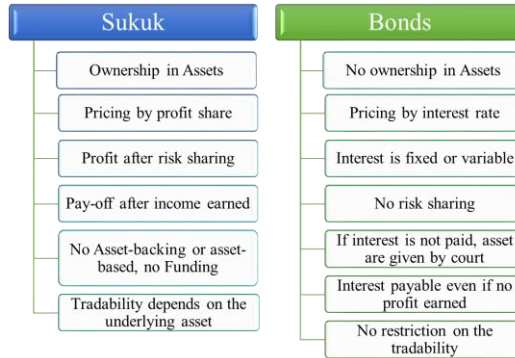 Sukuk
Ownership in Assets
Pricing by profit share
Profit after risk sharing
Pay-off after income earned
No Asset-backing or asset-
based, no Funding
Tradability depends on the
underlying asset
Bonds
No ownership in Assets
Pricing by interest rate
Interest is fixed or variable
No risk sharing
If interest is not paid, asset
are given by court
Interest payable even if no
profit earned
No restriction on the
tradability